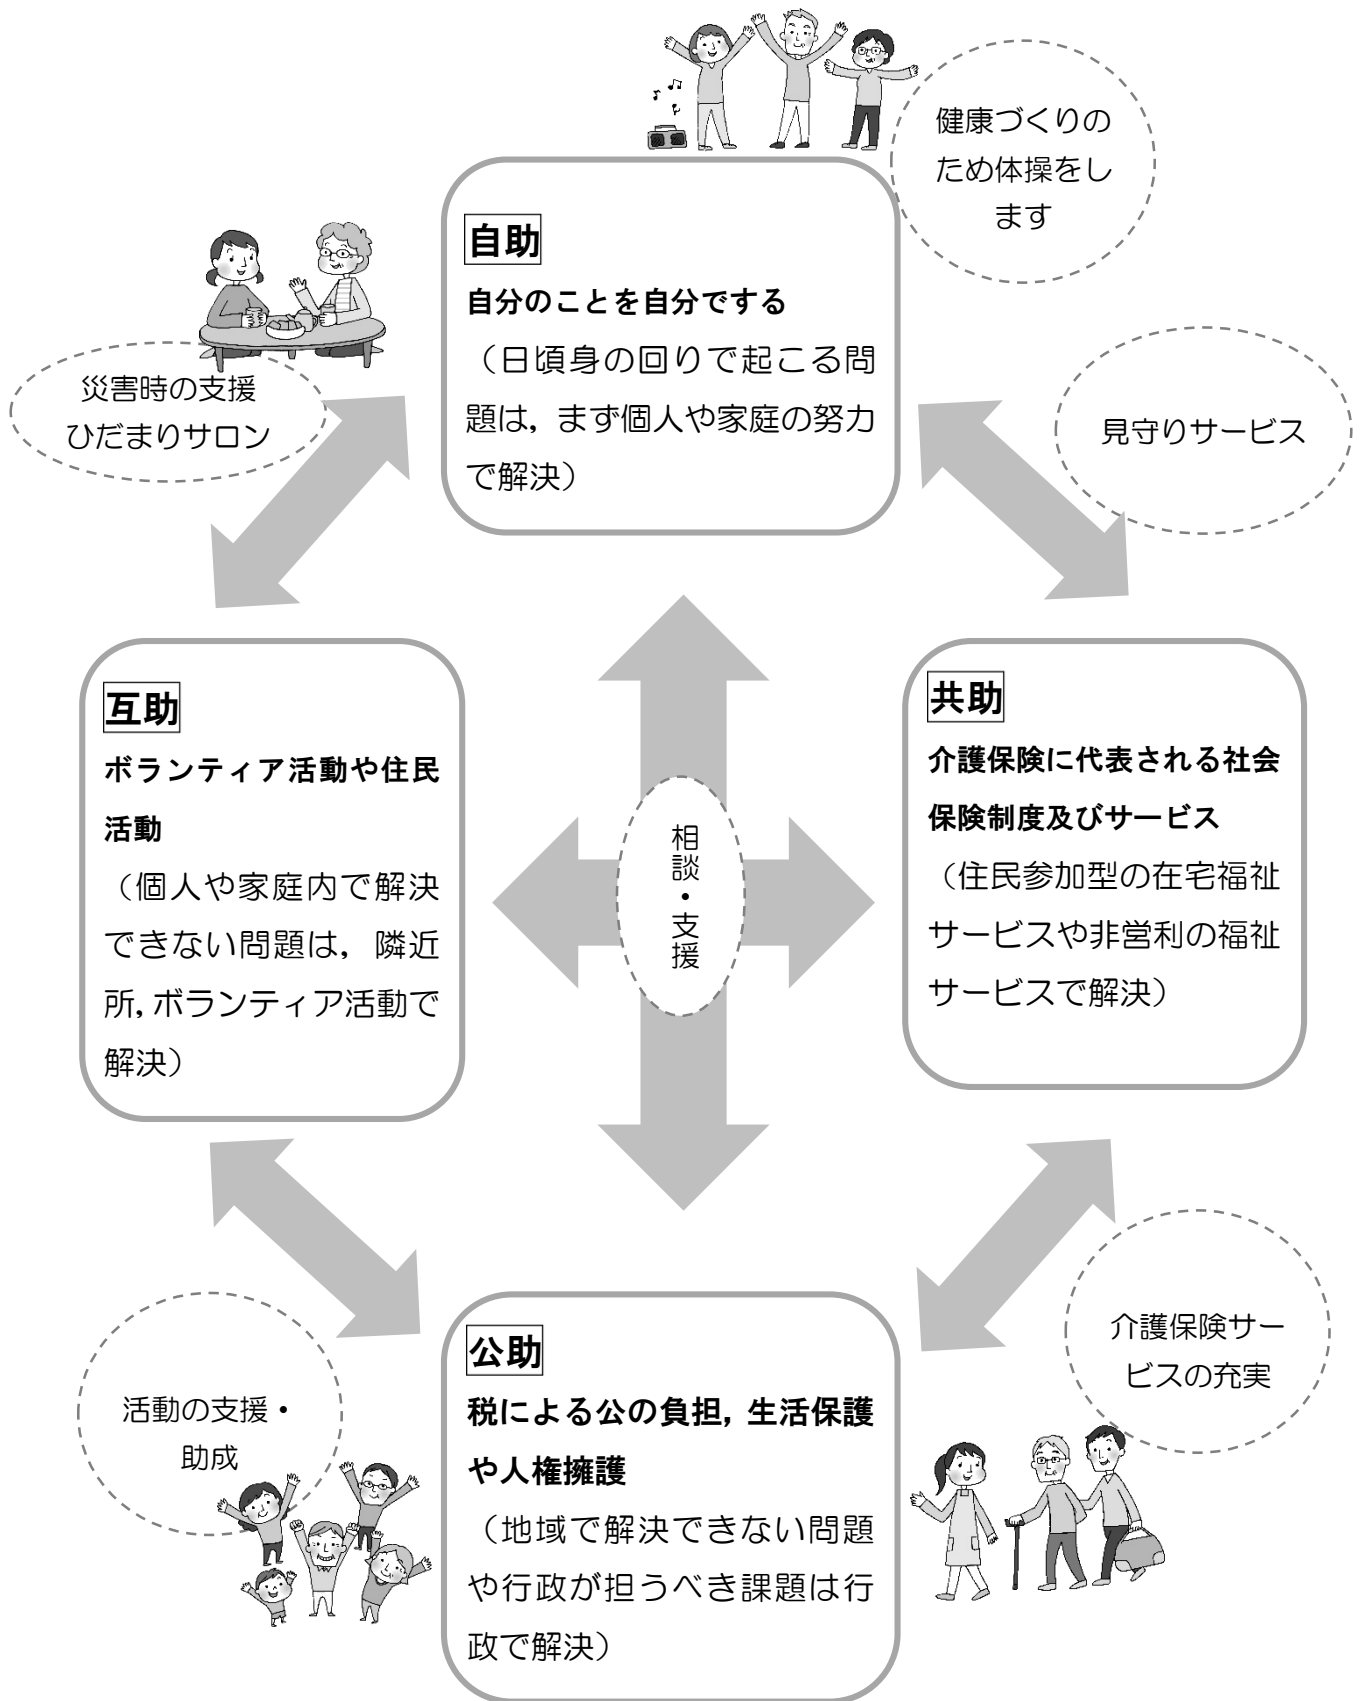 健康づくりの
ため体操をし
ます
自助
自分のことを自分でする
（日頃身の回りで起こる問
題は，まず個人や家庭の努力
で解決）
災害時の支援
ひだまりサロン
見守りサービス
互助
ボランティア活動や住民
活動
（個人や家庭内で解決
できない問題は，隣近
所，ボランティア活動で
解決）
相談・支援
共助
介護保険に代表される社会
保険制度及びサービス
（住民参加型の在宅福祉
サービスや非営利の福祉
サービスで解決）
活動の支援・
助成
公助
税による公の負担，生活保護
や人権擁護
（地域で解決できない問題
や行政が担うべき課題は行
政で解決）
介護保険サー
ビスの充実